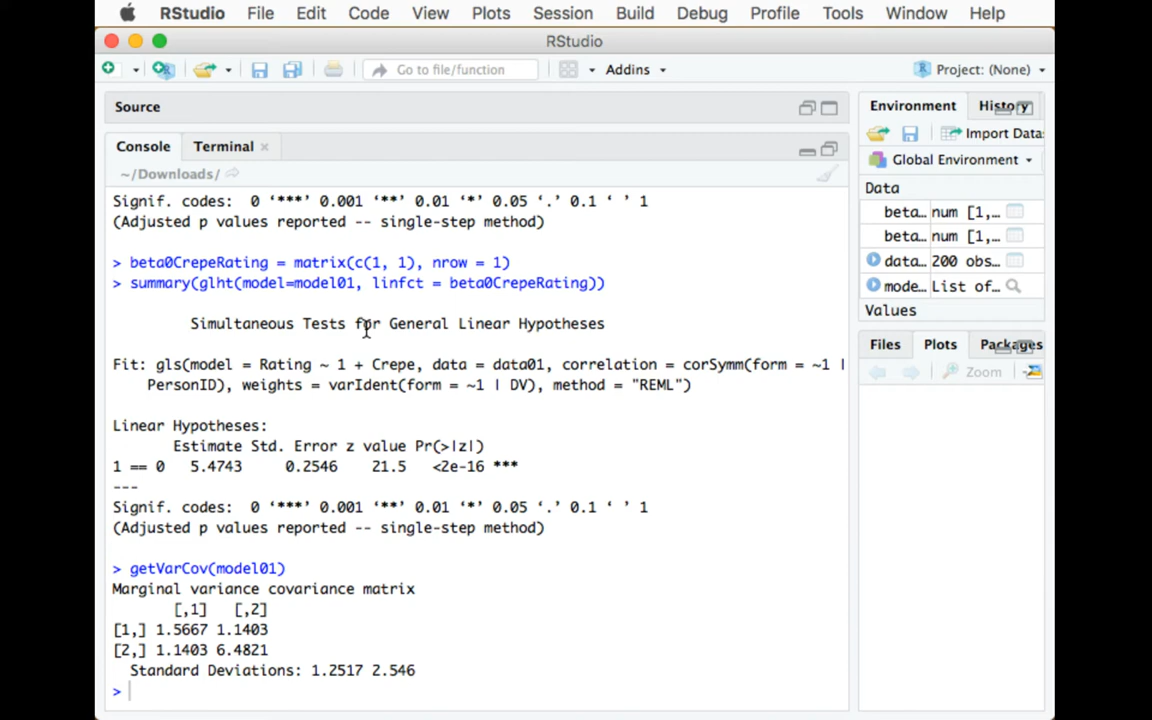 RStudio File Edit Code View Plots Session Build Debug Profile Tools Window Help
RStudio
Go to file/function Addins Project: (None)
Source
Console Terminal
~/Downloads/
Signif. codes:  0 ‘***’ 0.001 ‘**’ 0.01 ‘*’ 0.05 ‘.’ 0.1 ‘ ’ 1
(Adjusted p values reported -- single-step method)
> beta0CrepeRating = matrix(c(1, 1), nrow = 1)
> summary(glht(model=model01, linfct = beta0CrepeRating))
Simultaneous Tests for General Linear Hypotheses
Fit: gls(model = Rating ~ 1 + Crepe, data = data01, correlation = corSymm(form = ~1 |
PersonID), weights = varIdent(form = ~1 | DV), method = "REML")
Linear Hypotheses:
Estimate Std. Error z value Pr(>|z|)
1 == 0   5.4743     0.2546    21.5   <2e-16 ***
---
Signif. codes:  0 ‘***’ 0.001 ‘**’ 0.01 ‘*’ 0.05 ‘.’ 0.1 ‘ ’ 1
(Adjusted p values reported -- single-step method)
> getVarCov(model01)
Marginal variance covariance matrix
[,1]   [,2]
[1,] 1.5667 1.1403
[2,] 1.1403 6.4821
Standard Deviations: 1.2517 2.546
>
Environment History
Import Data
Global Environment
Data
beta… num [1,…
beta… num [1,…
data… 200 obs…
mode… List of…
Values
Files Plots Packages
Zoom